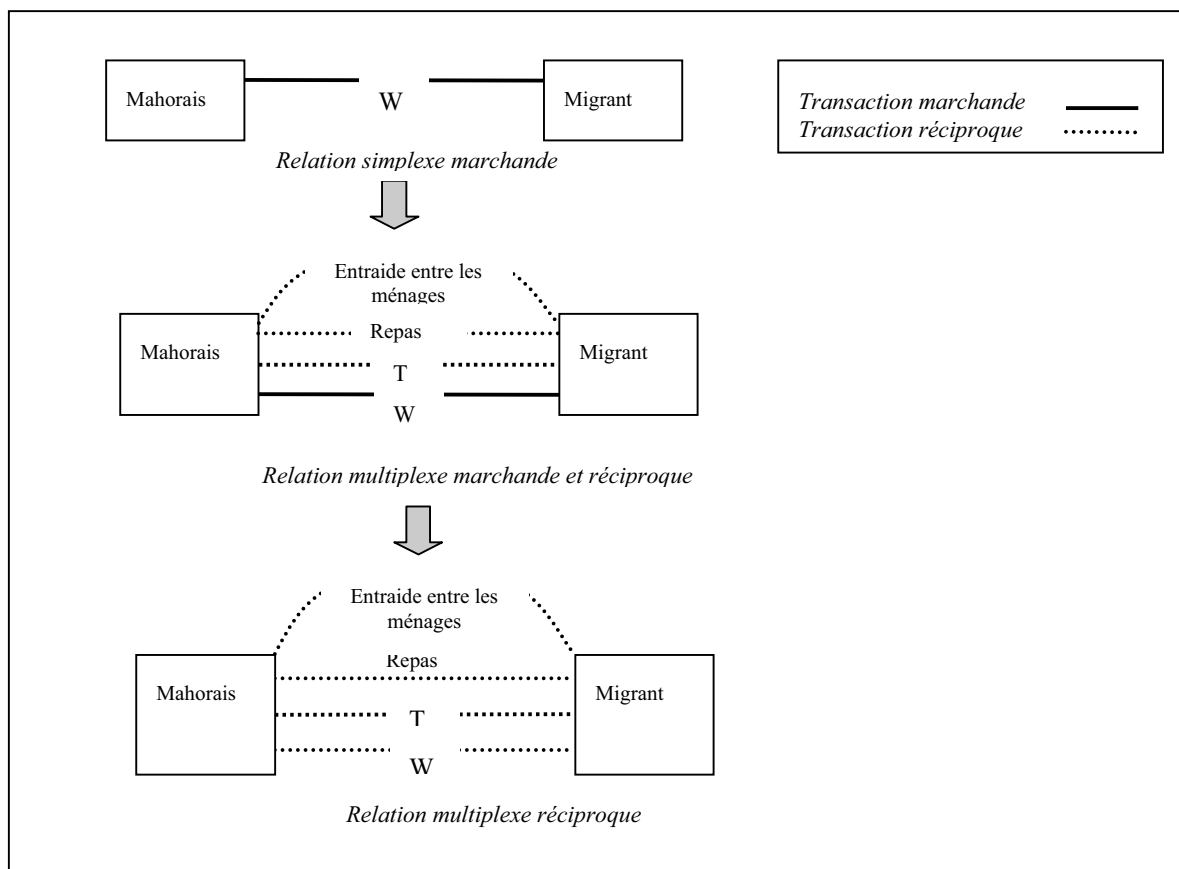 Mahorais
W
Migrant
Transaction marchande
Transaction réciproque
Relation simplexe marchande
Entraide entre les
ménages
Repas
Mahorais
Migrant
T
W
Relation multiplexe marchande et réciproque
Entraide entre les
ménages
Repas
Mahorais
Migrant
T
W
Relation multiplexe réciproque